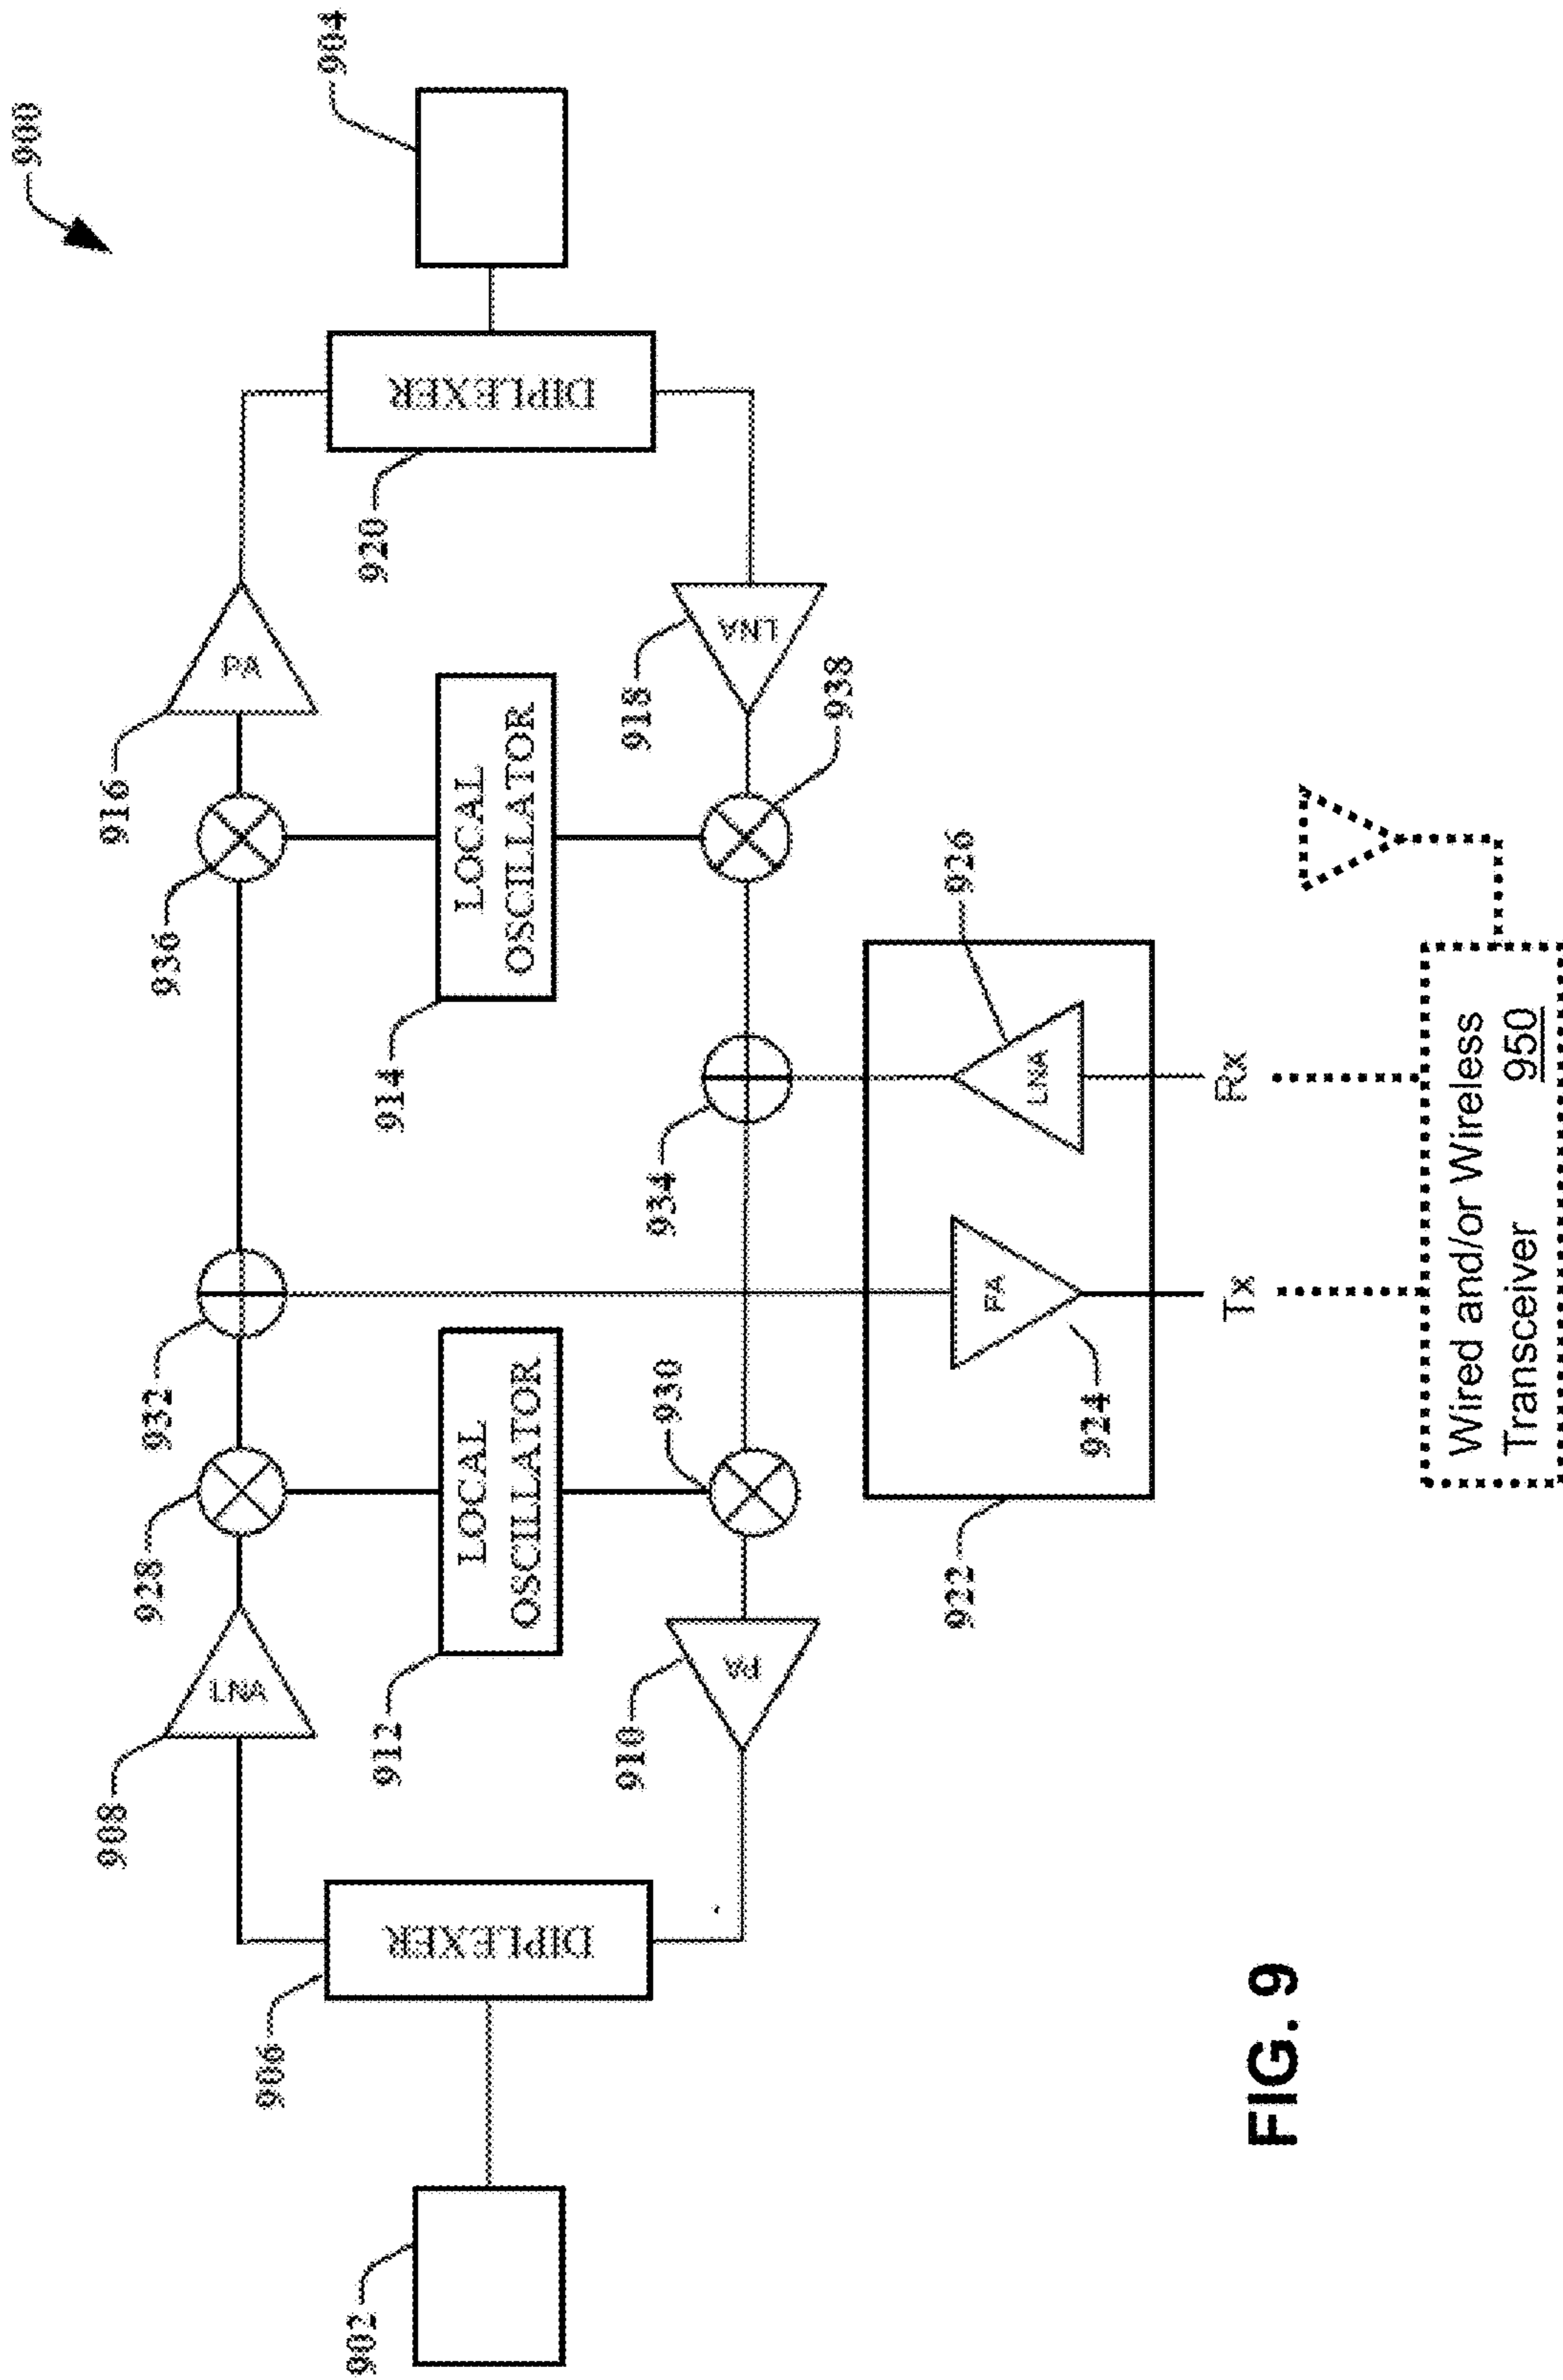 900
904
916
PA
936
920
DIPLEXER
LOCAL
OSCILLATOR
914
918
LNA
938
932
928
934
908
LNA
912
LOCAL
OSCILLATOR
930
910
PA
906
DIPLEXER
902
926
LNA
PA
924
922
Rx
Tx
Wired and/or Wireless
Transceiver 950
FIG. 9